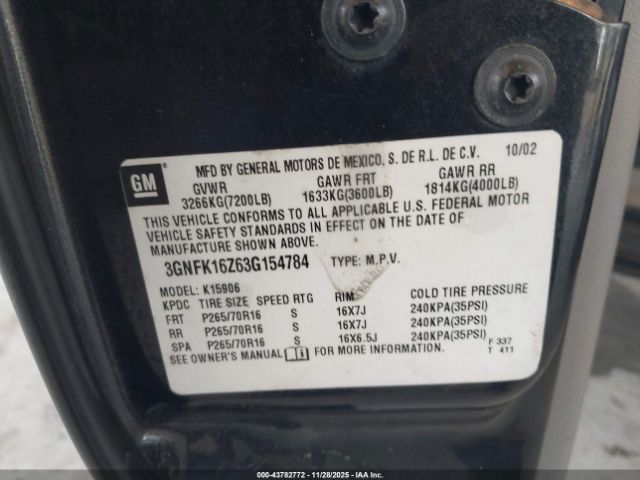 GM
MFD BY GENERAL MOTORS DE MEXICO, S. DE R.L. DE C.V. 10/02
GVWR GAWR FRT GAWR RR
3266KG(7200LB) 1633KG(3600LB) 1814KG(4000LB)
THIS VEHICLE CONFORMS TO ALL APPLICABLE U.S. FEDERAL MOTOR
VEHICLE SAFETY STANDARDS IN EFFECT ON THE DATE OF
MANUFACTURE SHOWN ABOVE.
3GNFK16Z63G154784 TYPE: M.P.V.
MODEL: K15906
KPDC TIRE SIZE SPEED RTG RIM COLD TIRE PRESSURE
FRT P265/70R16 S 16X7J 240KPA(35PSI)
RR P265/70R16 S 16X7J 240KPA(35PSI)
SPA P265/70R16 S 16X6.5J 240KPA(35PSI)
SEE OWNER'S MANUAL FOR MORE INFORMATION. F 337
T 411
000-43782772 | 11/28/2025 | Copyright © IAA